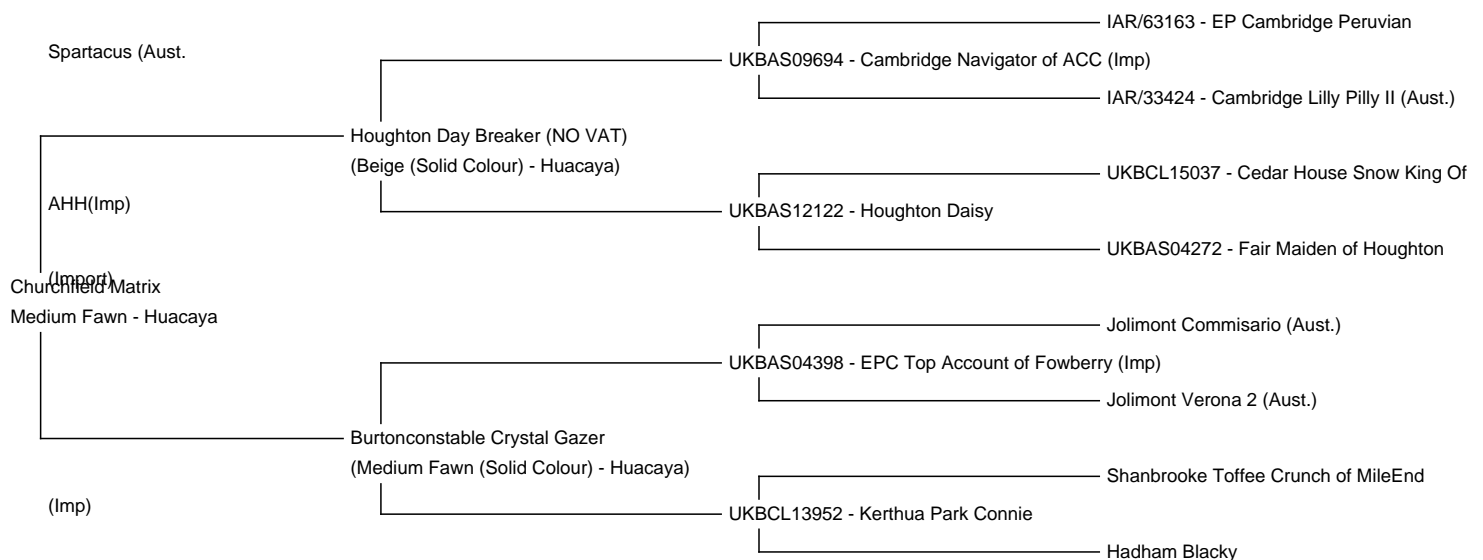 IAR/63163 - EP Cambridge Peruvian
Spartacus (Aust.
UKBAS09694 - Cambridge Navigator of ACC (Imp)
IAR/33424 - Cambridge Lilly Pilly II (Aust.)
Houghton Day Breaker (NO VAT)
(Beige (Solid Colour) - Huacaya)
UKBCL15037 - Cedar House Snow King Of
AHH(Imp)
UKBAS12122 - Houghton Daisy
UKBAS04272 - Fair Maiden of Houghton
(Import)
Churchfield Matrix
Medium Fawn - Huacaya
Jolimont Commisario (Aust.)
UKBAS04398 - EPC Top Account of Fowberry (Imp)
Jolimont Verona 2 (Aust.)
Burtonconstable Crystal Gazer
(Medium Fawn (Solid Colour) - Huacaya)
Shanbrooke Toffee Crunch of MileEnd
(Imp)
UKBCL13952 - Kerthua Park Connie
Hadham Blacky